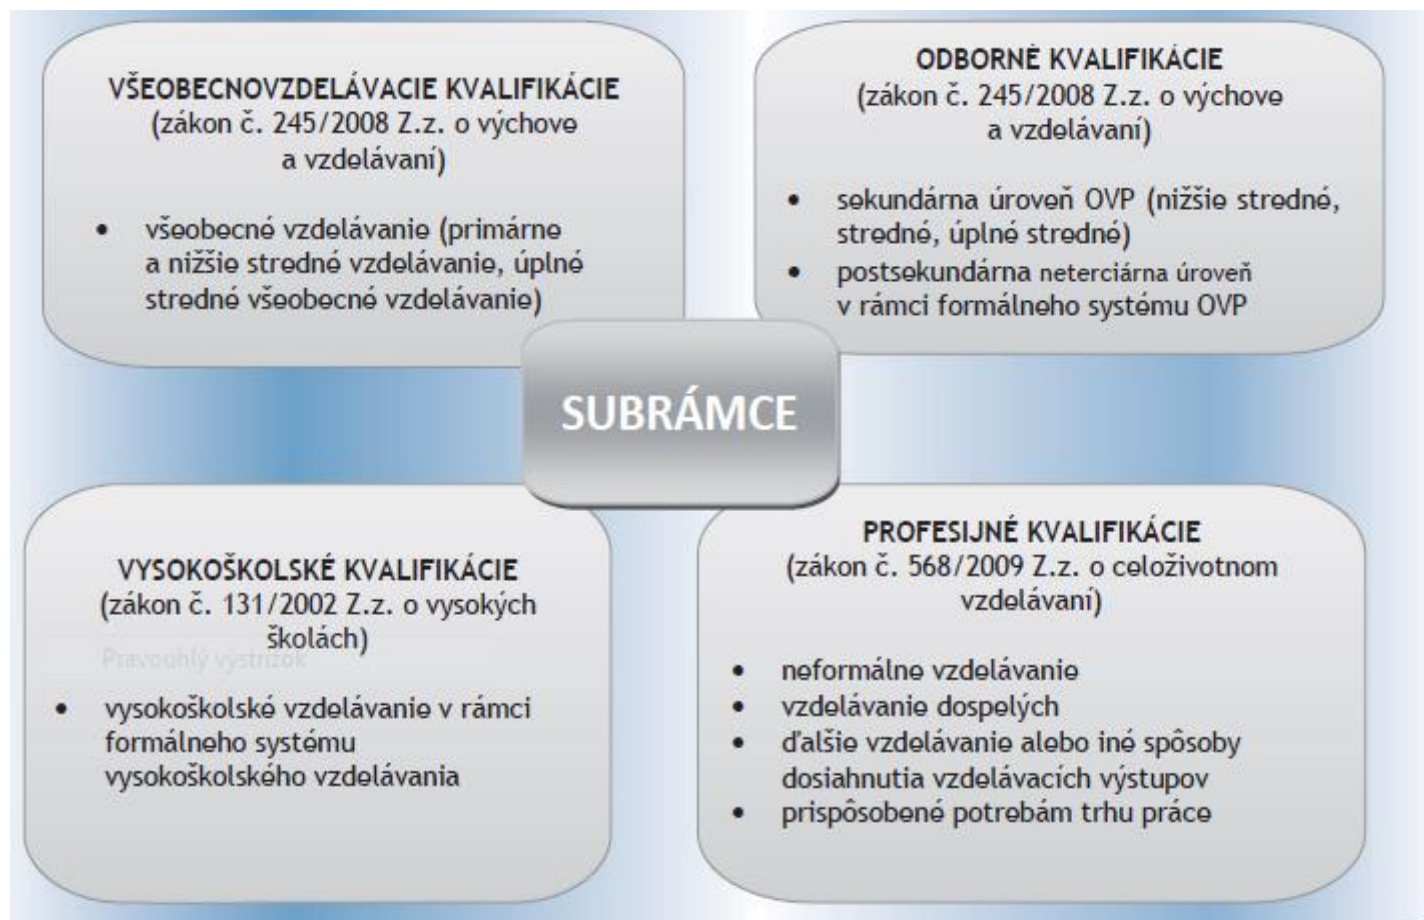 VŠEOBECNOVZDELÁVACIE KVALIFIKÁCIE
(zákon č. 245/2008 Z.z. o výchove
a vzdelávaní)
• všeobecné vzdelávanie (primárne
a nižšie stredné vzdelávanie, úplné
stredné všeobecné vzdelávanie)
ODBORNÉ KVALIFIKÁCIE
(zákon č. 245/2008 Z.z. o výchove
a vzdelávaní)
• sekundárna úroveň OVP (nižšie stredné,
stredné, úplné stredné)
• postsekundárna neterciárna úroveň
v rámci formálneho systému OVP
SUBRÁMCE
VYSOKOŠKOLSKÉ KVALIFIKÁCIE
(zákon č. 131/2002 Z.z. o vysokých
školách)
Pravouhlý výstrižok
• vysokoškolské vzdelávanie v rámci
formálneho systému
vysokoškolského vzdelávania
PROFESIJNÉ KVALIFIKÁCIE
(zákon č. 568/2009 Z.z. o celoživotnom
vzdelávaní)
• neformálne vzdelávanie
• vzdelávanie dospelých
• ďalšie vzdelávanie alebo iné spôsoby
dosiahnutia vzdelávacích výstupov
• prispôsobené potrebám trhu práce